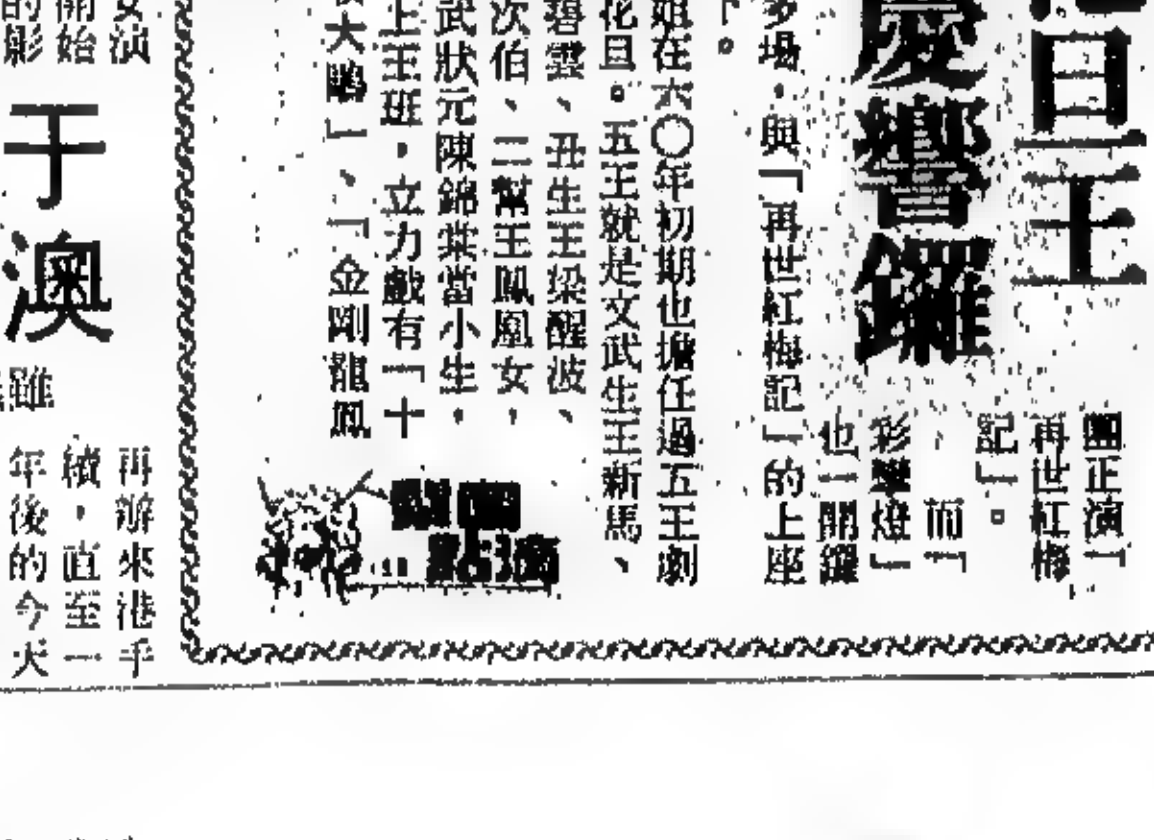 旦王
慶響鑼
團正演「
再世紅梅
記」。
而「
彩鑾燈」
也一開鑼
多場，與「再世紅梅記」的上座
下。
姐在六〇年初期也擔任過五王劇
花旦。五王就是文武生王新馬、
碧雲、丑生王梁醒波、
次伯、二幫王鳳凰女，
武狀元陳錦棠當小生，
上王班，立力戲有「十
大鵬」、「金剛龍鳳
于澳
女演
開始
的影
雖
再辦來港乎
續，直至一
年後的今天